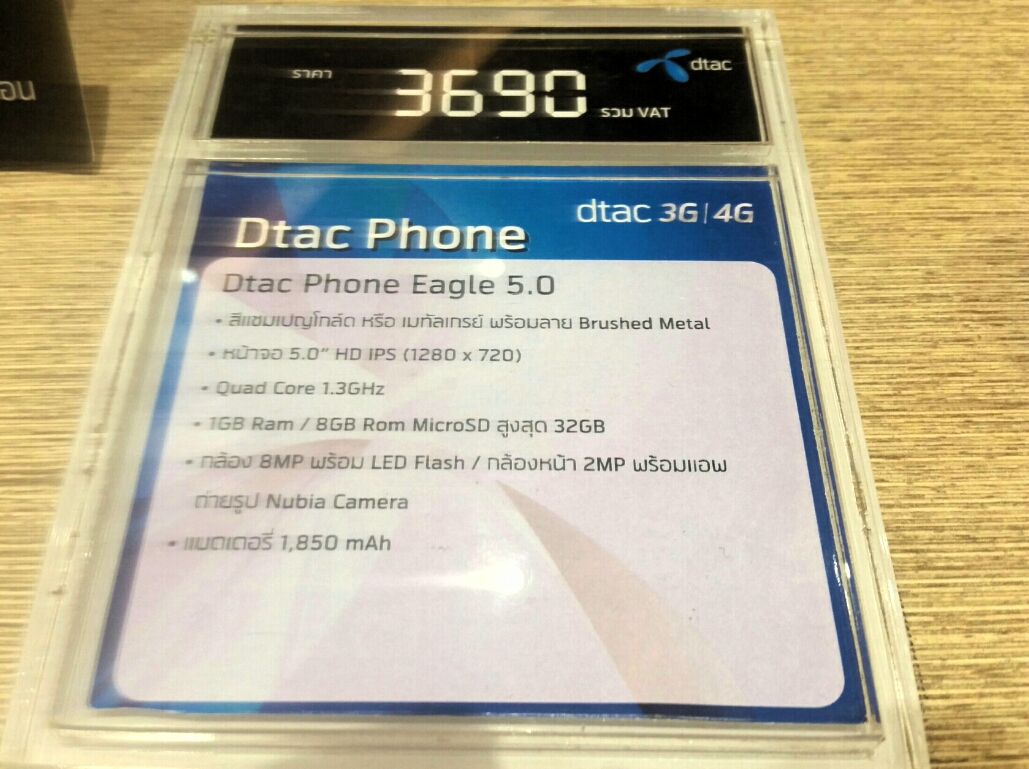 อน
ราคา 3690 รวม VAT
dtac
dtac 3G|4G
Dtac Phone
Dtac Phone Eagle 5.0
• สีแชมเปญโกล์ด หรือ เมทัลเกรย์ พร้อมลาย Brushed Metal
• หน้าจอ 5.0" HD IPS (1280 x 720)
• Quad Core 1.3GHz
• 1GB Ram / 8GB Rom MicroSD สูงสุด 32GB
• กล้อง 8MP พร้อม LED Flash / กล้องหน้า 2MP พร้อมแอพ
ถ่ายรูป Nubia Camera
• แบตเตอรี่ 1,850 mAh